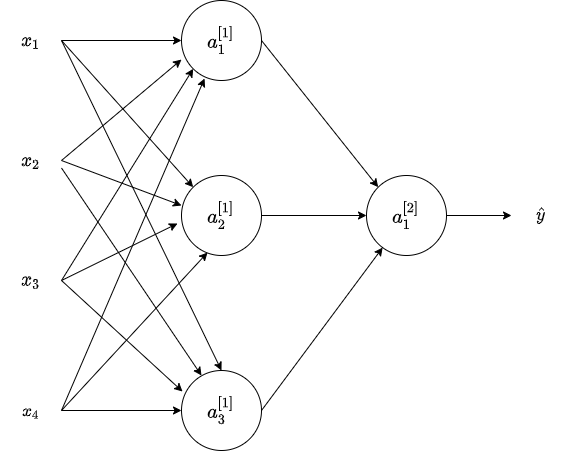 x₁
a₁^[1]
x₂
a₂^[1]
a₁^[2]
ŷ
x₃
x₄
a₃^[1]